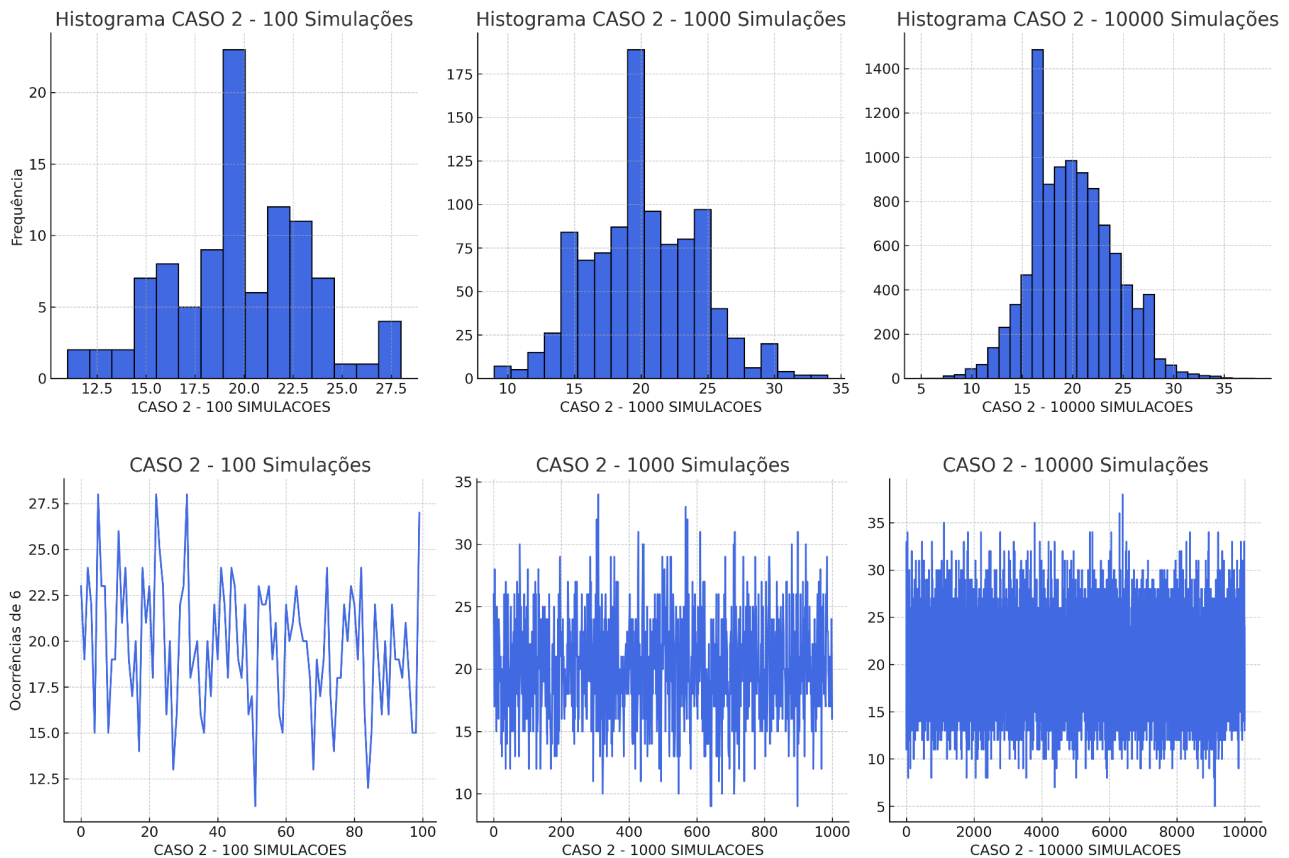 Histograma CASO 2 - 100 Simulações
Frequência
20
15
10
5
0
12.5 15.0 17.5 20.0 22.5 25.0 27.5
CASO 2 - 100 SIMULACOES
Histograma CASO 2 - 1000 Simulações
175
150
125
100
75
50
25
0
10 15 20 25 30 35
CASO 2 - 1000 SIMULACOES
Histograma CASO 2 - 10000 Simulações
1400
1200
1000
800
600
400
200
0
5 10 15 20 25 30 35
CASO 2 - 10000 SIMULACOES
CASO 2 - 100 Simulações
Ocorrências de 6
27.5
25.0
22.5
20.0
17.5
15.0
12.5
0 20 40 60 80 100
CASO 2 - 100 SIMULACOES
CASO 2 - 1000 Simulações
35
30
25
20
15
10
0 200 400 600 800 1000
CASO 2 - 1000 SIMULACOES
CASO 2 - 10000 Simulações
35
30
25
20
15
10
5
0 2000 4000 6000 8000 10000
CASO 2 - 10000 SIMULACOES